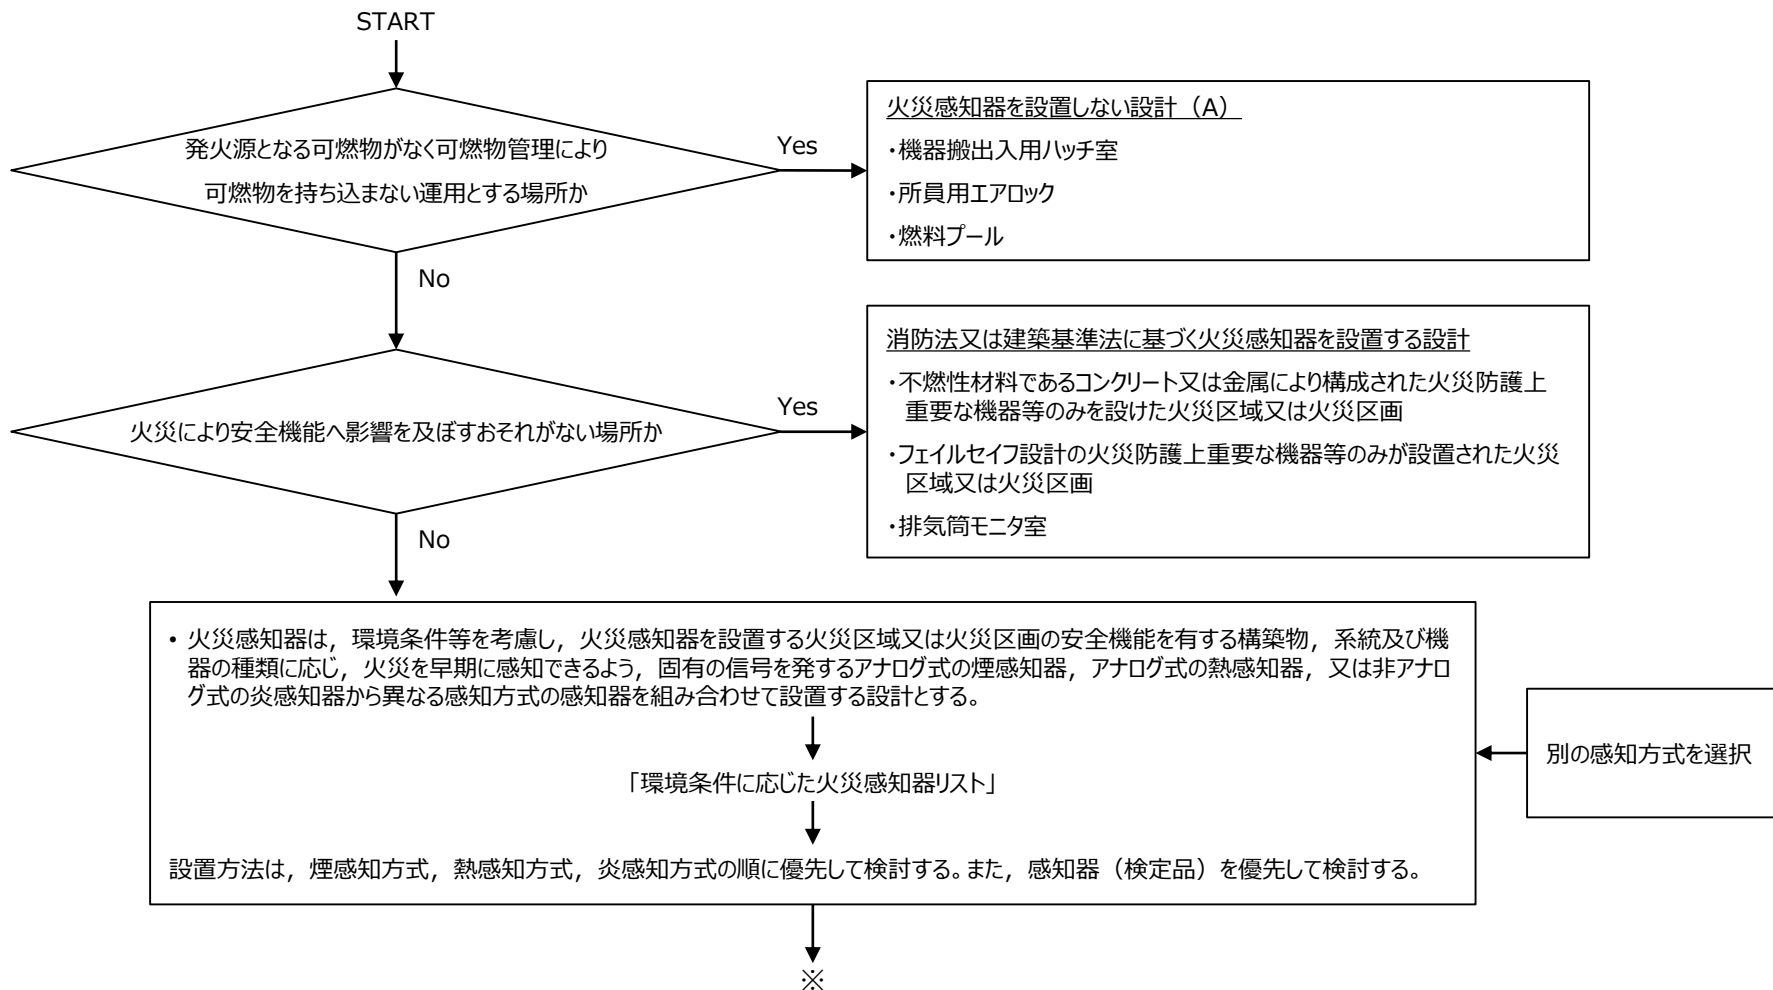 START
発火源となる可燃物がなく可燃物管理により
可燃物を持ち込まない運用とする場所か
Yes
火災感知器を設置しない設計（A）
・機器搬出入用ハッチ室
・所員用エアロック
・燃料プール
No
火災により安全機能へ影響を及ぼすおそれがない場所か
Yes
消防法又は建築基準法に基づく火災感知器を設置する設計
・不燃性材料であるコンクリート又は金属により構成された火災防護上
重要な機器等のみを設けた火災区域又は火災区画
・フェイルセイフ設計の火災防護上重要な機器等のみが設置された火災
区域又は火災区画
・排気筒モニタ室
No
• 火災感知器は，環境条件等を考慮し，火災感知器を設置する火災区域又は火災区画の安全機能を有する構築物，系統及び機
器の種類に応じ，火災を早期に感知できるよう，固有の信号を発するアナログ式の煙感知器，アナログ式の熱感知器，又は非アナロ
グ式の炎感知器から異なる感知方式の感知器を組み合わせて設置する設計とする。
「環境条件に応じた火災感知器リスト」
設置方法は，煙感知方式，熱感知方式，炎感知方式の順に優先して検討する。また，感知器（検定品）を優先して検討する。
別の感知方式を選択
※